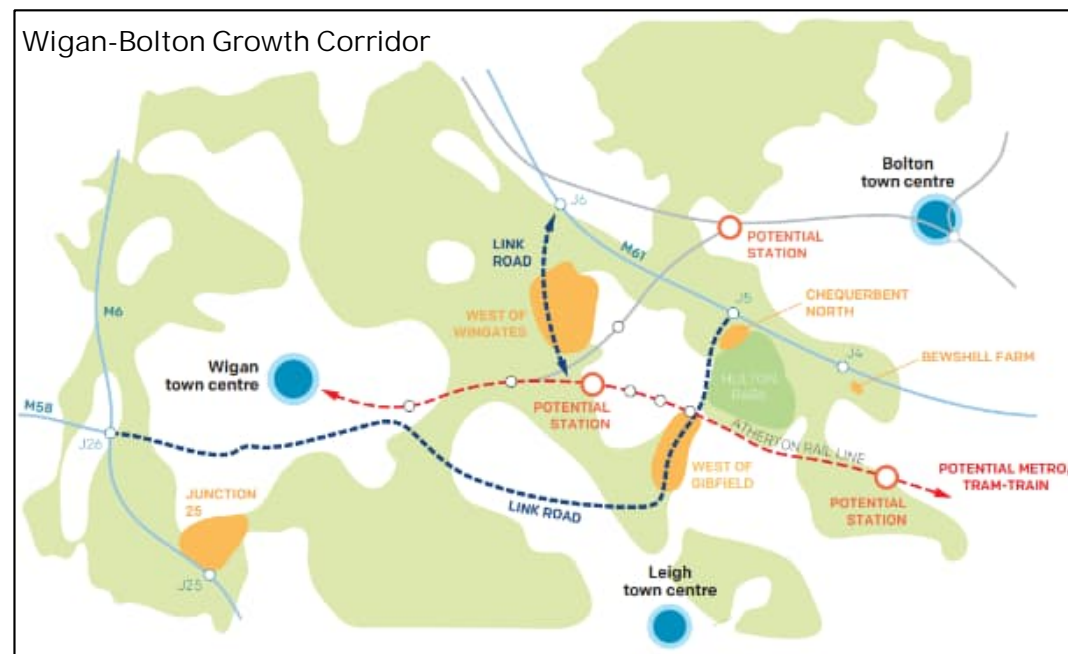 Wigan-Bolton Growth Corridor
Bolton
town centre
J6
LINK
ROAD
M61
POTENTIAL
STATION
J5
CHEQUERBENT
NORTH
M6
WEST OF
WINGATES
Wigan
town centre
J4
BEWSHILL FARM
HULTON
PARK
M58
POTENTIAL
STATION
J26
ATHERTON RAIL LINE
WEST OF
GIBFIELD
POTENTIAL METRO/
TRAM-TRAIN
JUNCTION
25
LINK ROAD
POTENTIAL
STATION
J25
Leigh
town centre